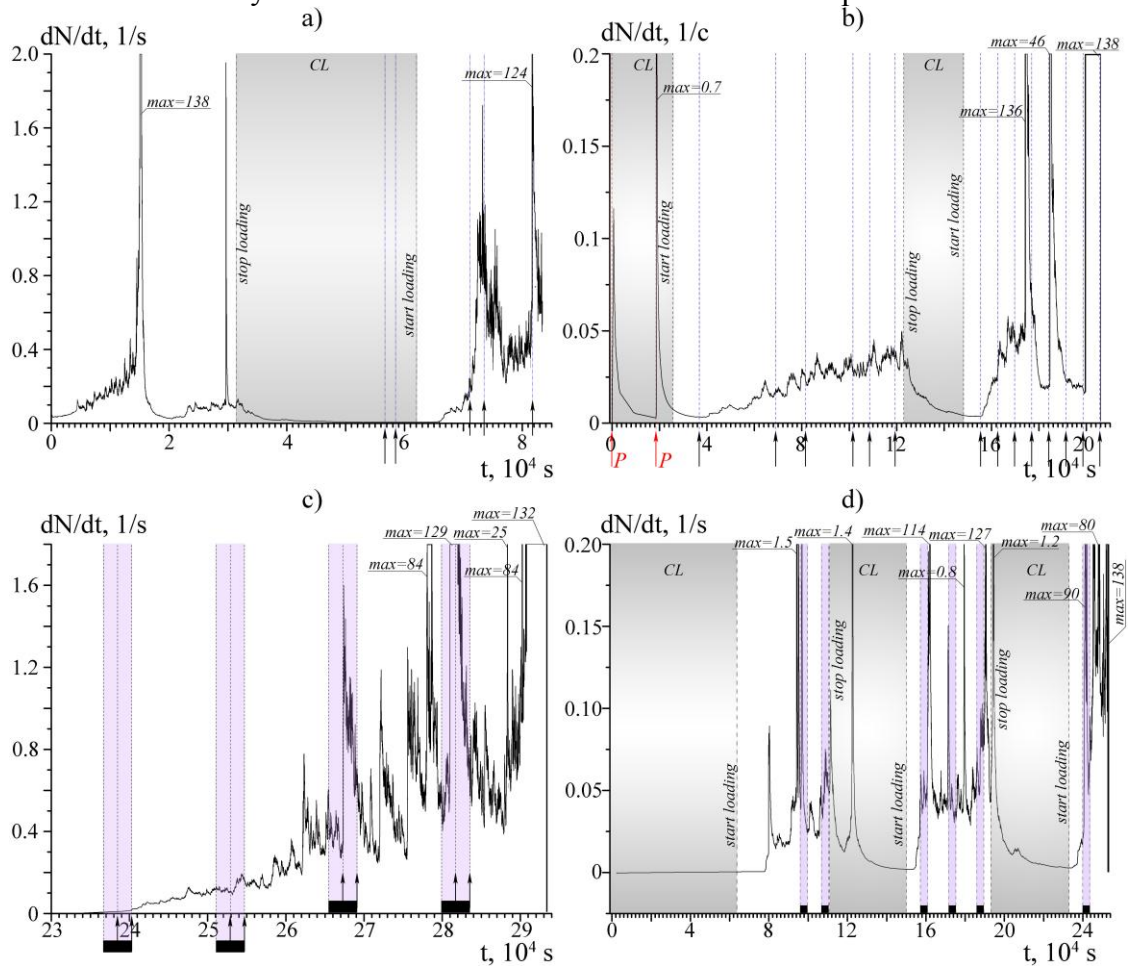 a)
dN/dt, 1/s
2.0
1.6
1.2
0.8
0.4
0
CL
max=138
max=124
stop loading
start loading
0 2 4 6 8
t, 10⁴ s
b)
dN/dt, 1/c
0.2
0.15
0.1
0.05
0
CL
CL
max=0.7
max=46
max=138
max=136
start loading
stop loading
start loading
0 4 8 12 16 20
P P
t, 10⁴ s
c)
dN/dt, 1/s
1.6
1.2
0.8
0.4
0
max=132
max=129
max=25
max=84
max=84
23 24 25 26 27 28 29
t, 10⁴ s
d)
dN/dt, 1/s
0.20
0.15
0.10
0.05
0
CL
CL
CL
max=1.5
max=1.4
max=114
max=127
max=0.8
max=1.2
max=80
max=90
max=138
start loading
stop loading
start loading
stop loading
start loading
0 4 8 12 16 20 24
t, 10⁴ s